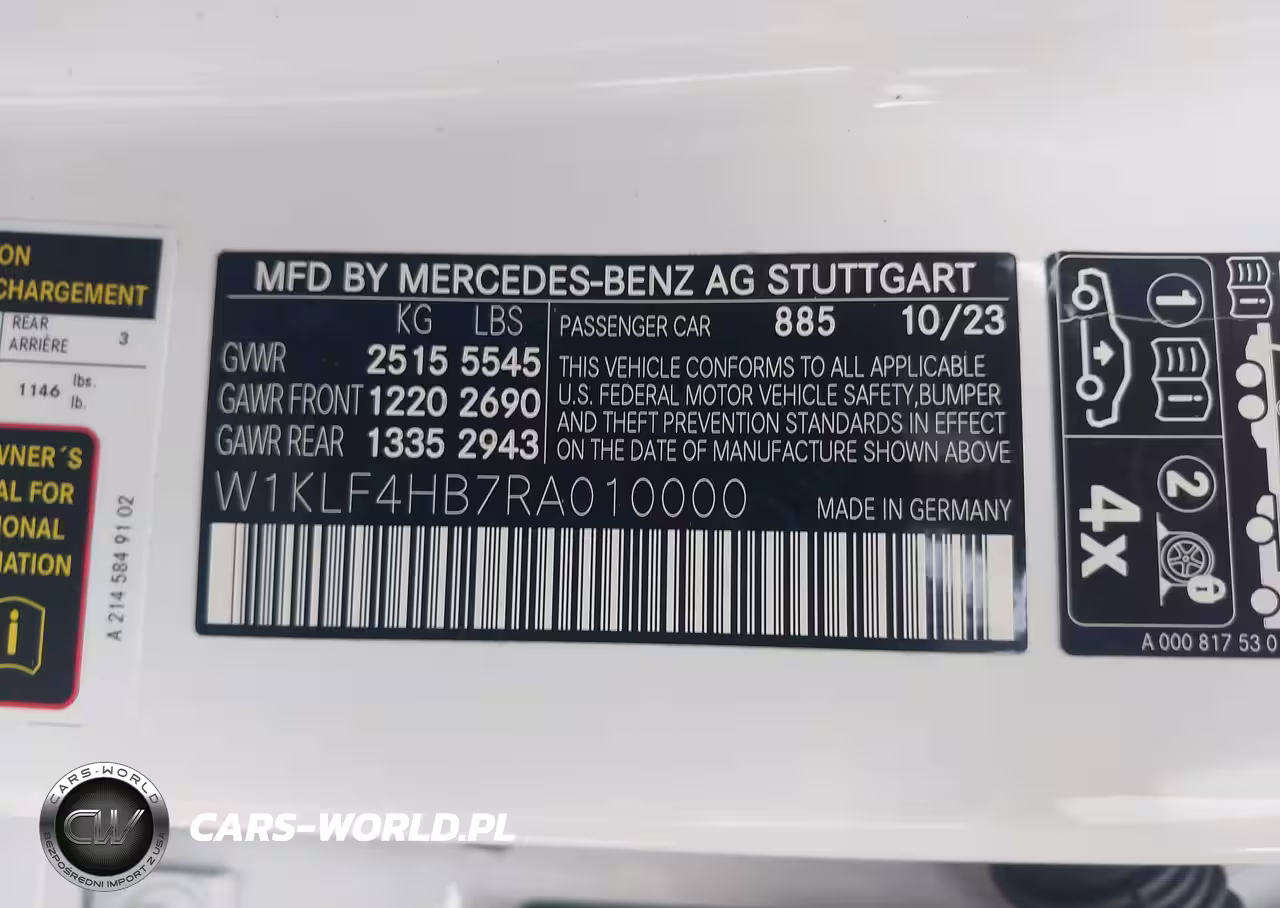 ON
CHARGEMENT
REAR
ARRIÈRE 3
1146 lbs.
lb.
WNER´S
AL FOR
IONAL
MATION
i
A 214 584 91 02
MFD BY MERCEDES-BENZ AG STUTTGART
KG LBS
GVWR 2515 5545
GAWR FRONT 1220 2690
GAWR REAR 1335 2943
PASSENGER CAR 885 10/23
THIS VEHICLE CONFORMS TO ALL APPLICABLE
U.S. FEDERAL MOTOR VEHICLE SAFETY,BUMPER
AND THEFT PREVENTION STANDARDS IN EFFECT
ON THE DATE OF MANUFACTURE SHOWN ABOVE
W1KLF4HB7RA010000
MADE IN GERMANY
1
i
2
4x
i
A 000 817 53 0
CARS-WORLD
CW
BEZPOŚREDNI IMPORT Z USA
CARS-WORLD.PL